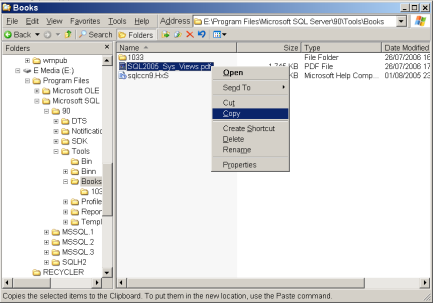 Books
File Edit View Favorites Tools Help Address E:\Program Files\Microsoft SQL Server\90\Tools\Books
Back Search Folders
Folders x Name Size Type Date Modified
wmpub
E Media (E:)
Program Files
Microsoft OLE
Microsoft SQL
90
DTS
Notificatio
SDK
Tools
Bin
Binn
Books
103
Profile
Repor
Templ
MSSQL.1
MSSQL.2
MSSQL.3
SQLH2
RECYCLER
1033 File Folder 26/07/2006 16
SQL2005_Sys_Views.pdf 1,745 KB PDF File 26/07/2006 17
sqlccn9.HxS KB Microsoft Help Comp... 01/08/2005 23
Open
Send To
Cut
Copy
Create Shortcut
Delete
Rename
Properties
Copies the selected items to the Clipboard. To put them in the new location, use the Paste command.